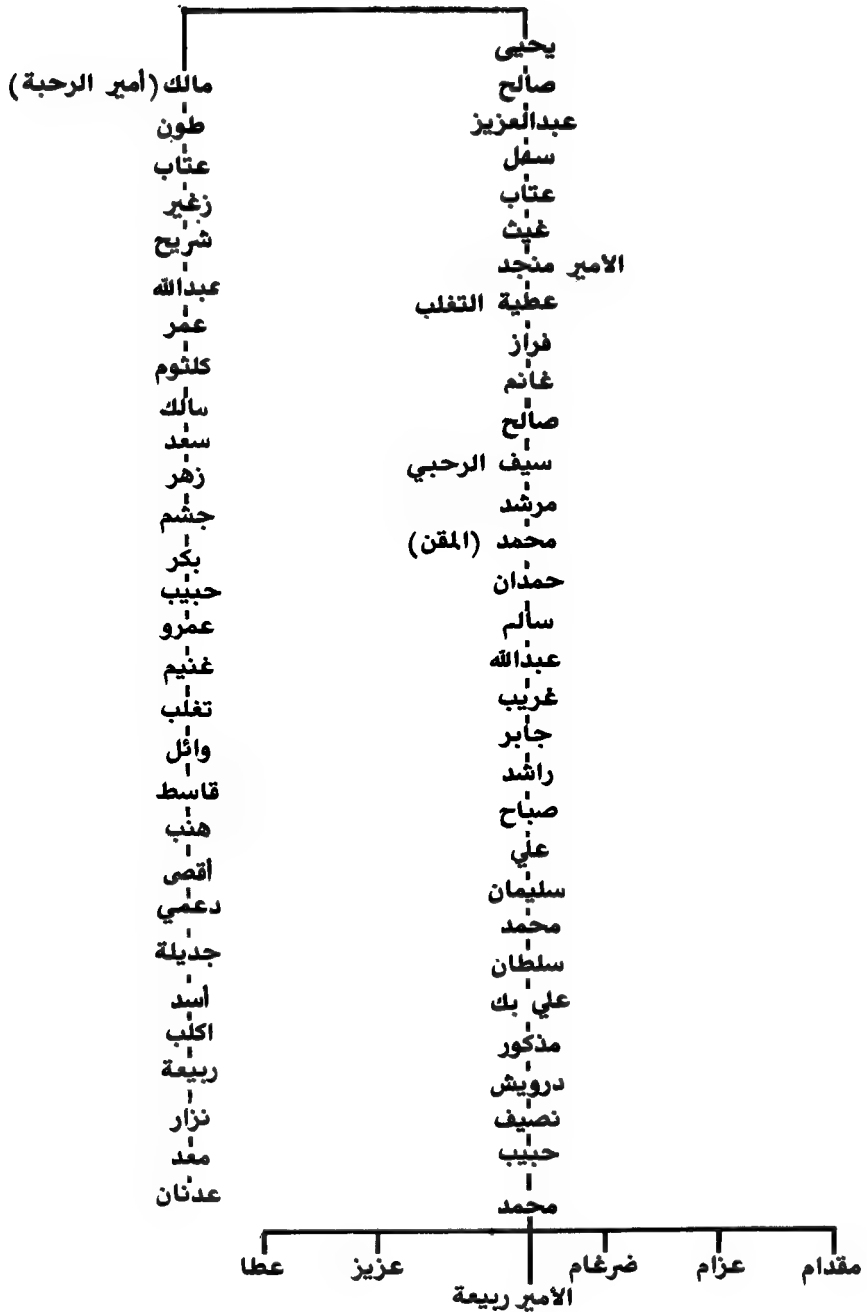 يحيى
صالح
عبدالعزيز
سهل
عتاب
غيث
الامير منجد
عطية التغلب
فراز
غانم
صالح
سيف الرحبي
مرشد
محمد (المقن)
حمدان
سالم
عبدالله
غريب
جابر
راشد
صباح
علي
سليمان
محمد
سلطان
علي بك
مذكور
درويش
نصيف
حبيب
محمد
مالك (أمير الرحبة)
طون
عتاب
زغير
شريح
عبدالله
عمر
كلثوم
مالك
سعد
زهر
جشم
بكر
حبيب
عمرو
غنيم
تغلب
وائل
قاسط
هنب
أقصى
دعمي
جديلة
أسد
اكلب
ربيعة
نزار
معد
عدنان
مقدام عزام ضرغام عزيز عطا
الأمير ربيعة